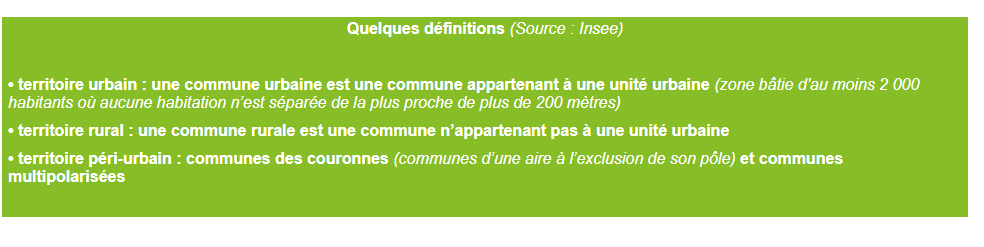 Quelques définitions (Source : Insee)
• territoire urbain : une commune urbaine est une commune appartenant à une unité urbaine (zone bâtie d'au moins 2 000
habitants où aucune habitation n'est séparée de la plus proche de plus de 200 mètres)
• territoire rural : une commune rurale est une commune n'appartenant pas à une unité urbaine
• territoire péri-urbain : communes des couronnes (communes d'une aire à l'exclusion de son pôle) et communes
multipolarisées